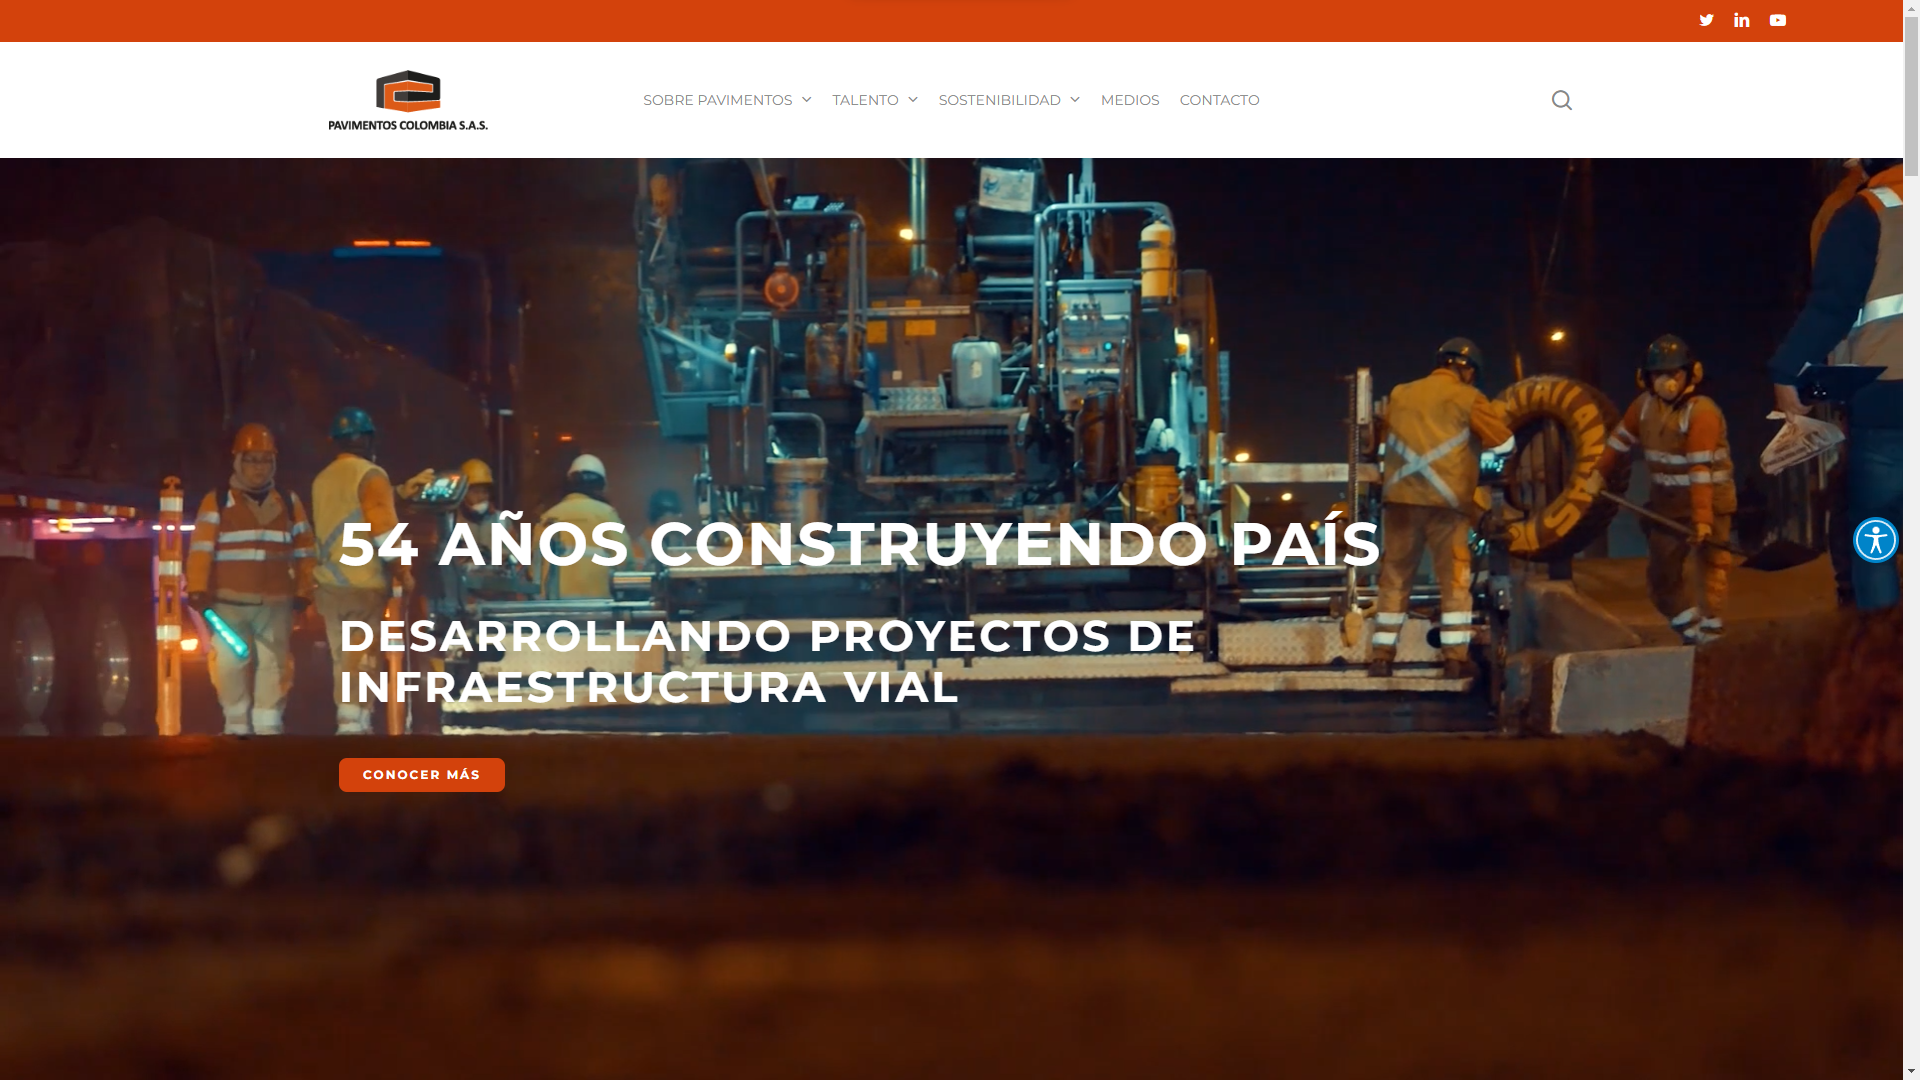 PAVIMENTOS COLOMBIA S.A.S.
SOBRE PAVIMENTOS
TALENTO
SOSTENIBILIDAD
MEDIOS
CONTACTO
54 AÑOS CONSTRUYENDO PAÍS
DESARROLLANDO PROYECTOS DE
INFRAESTRUCTURA VIAL
CONOCER MÁS